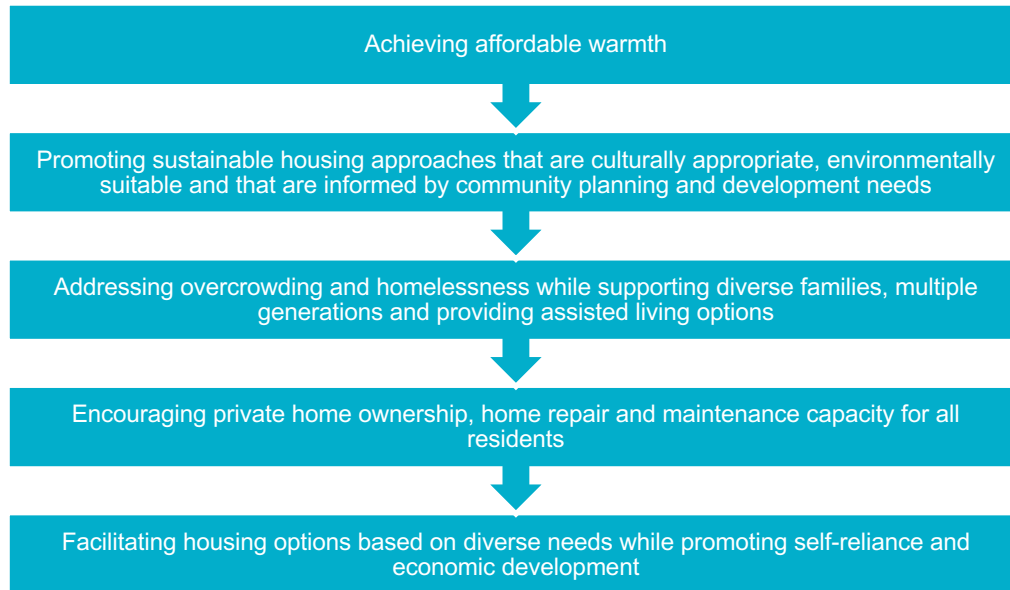 Achieving affordable warmth
Promoting sustainable housing approaches that are culturally appropriate, environmentally
suitable and that are informed by community planning and development needs
Addressing overcrowding and homelessness while supporting diverse families, multiple
generations and providing assisted living options
Encouraging private home ownership, home repair and maintenance capacity for all
residents
Facilitating housing options based on diverse needs while promoting self-reliance and
economic development